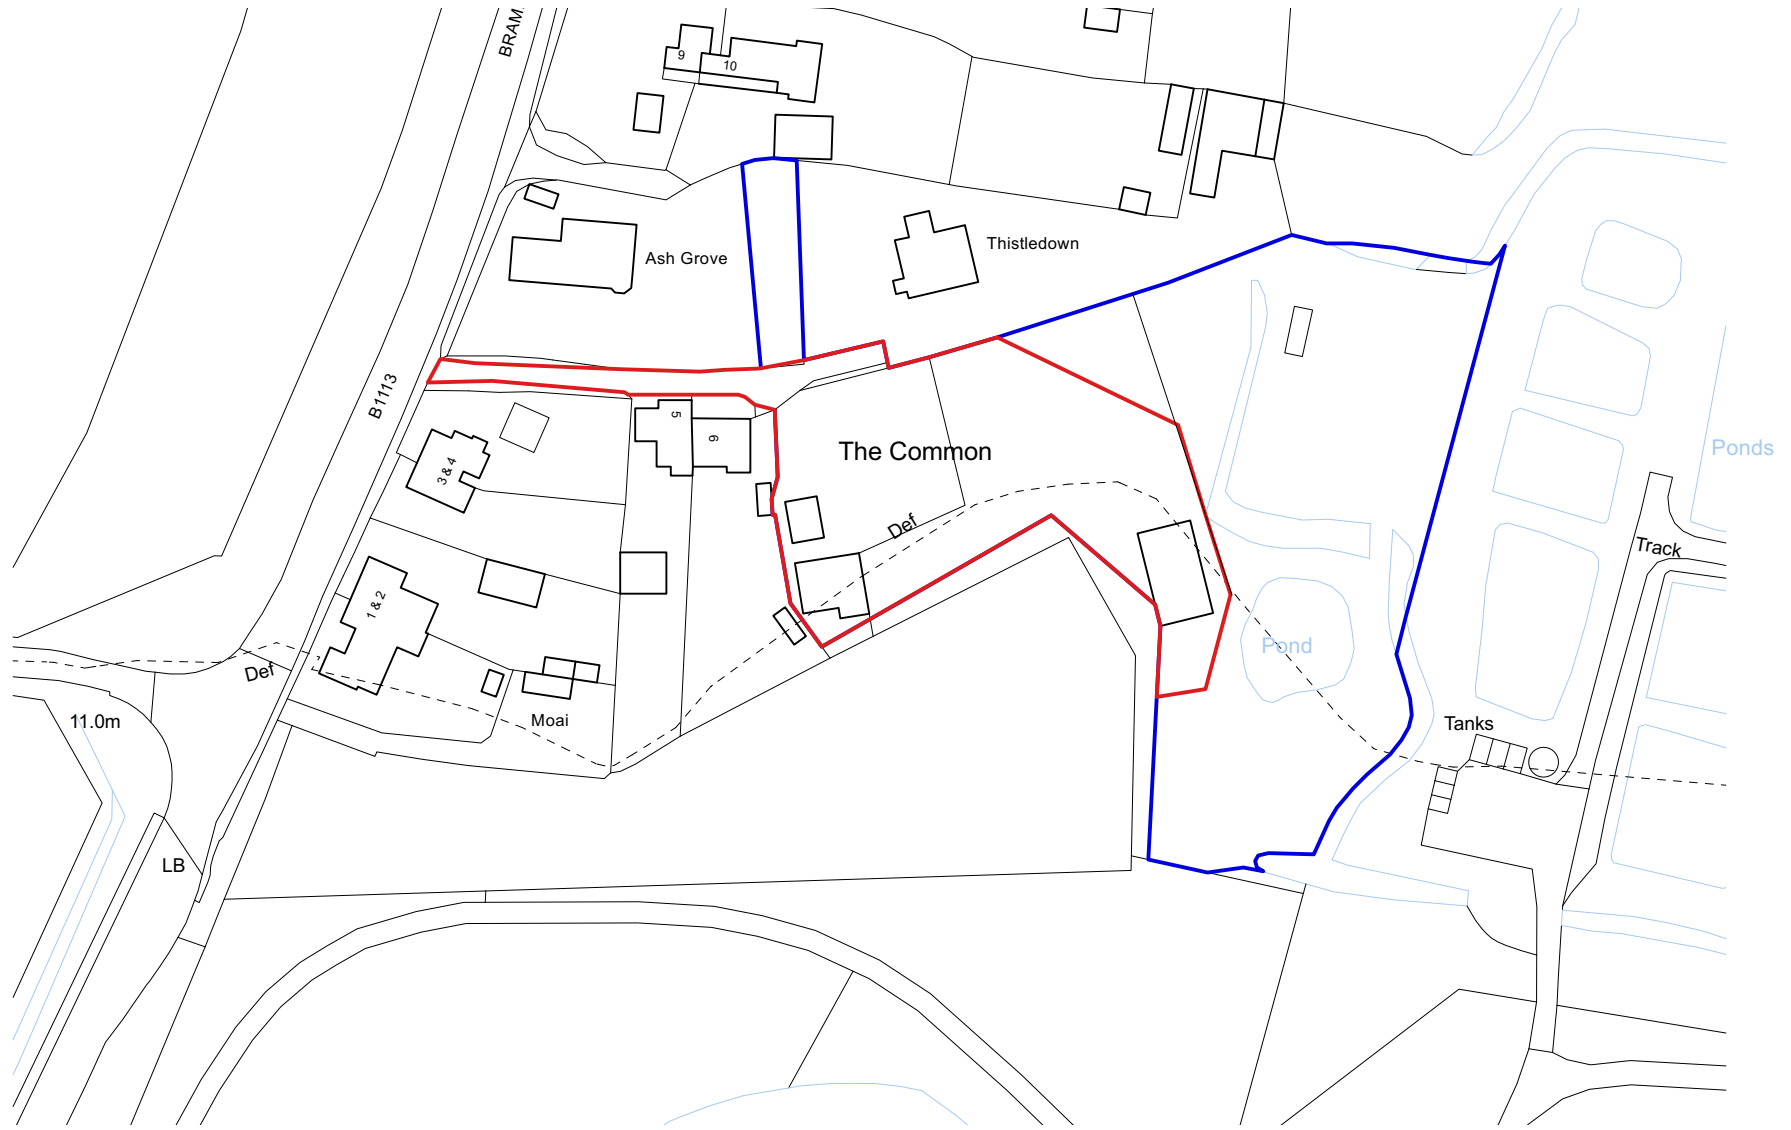 BRAM
9
10
Ash Grove
Thistledown
B1113
5
6
3 & 4
The Common
Def
Ponds
Track
1 & 2
Def
Pond
11.0m
Moai
Tanks
LB